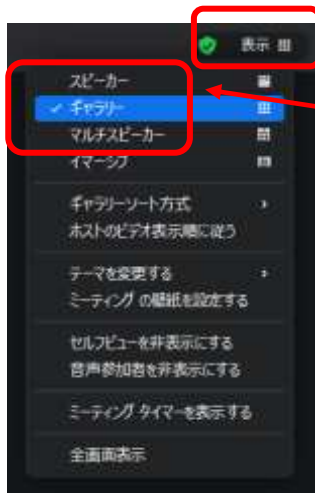 表示
スピーカー
ギャラリー
マルチスピーカー
イマーシブ
ギャラリーソート方式
ホストのビデオ表示順に従う
テーマを変更する
ミーティング の壁紙を設定する
セルフビューを非表示にする
音声参加者を非表示にする
ミーティング タイマーを表示する
全画面表示